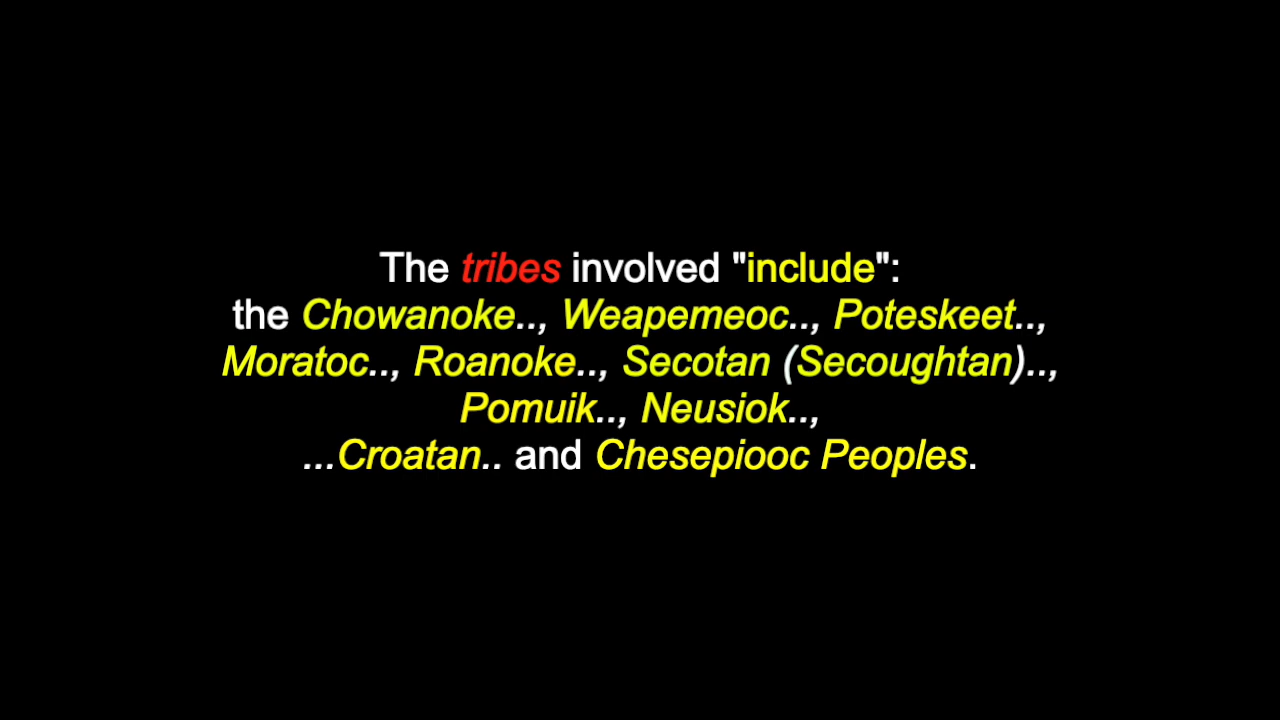 The tribes involved "include":
the Chowanoke.., Weapemeoc.., Poteskeet..,
Moratoc.., Roanoke.., Secotan (Secoughtan)..,
Pomuik.., Neusiok..,
...Croatan.. and Chesepiooc Peoples.